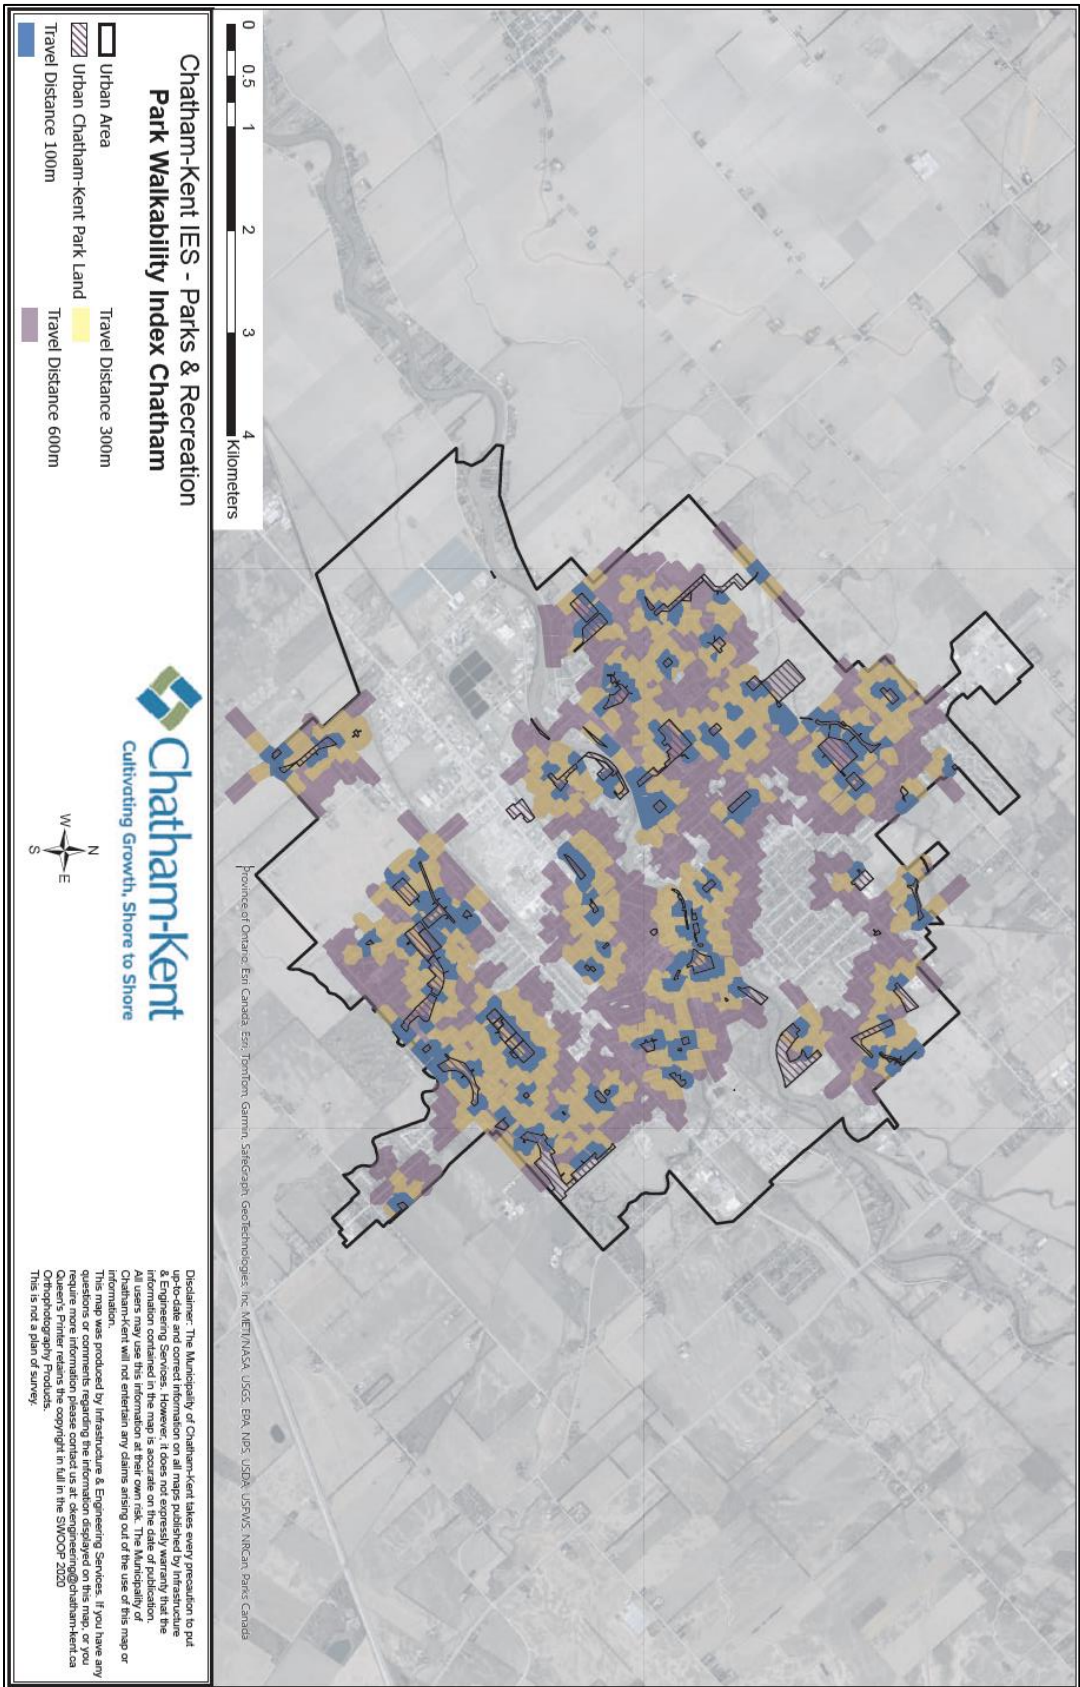 Province of Ontario, Esri Canada, Esri, TomTom, Garmin, SafeGraph, GeoTechnologies, Inc, METI/NASA, USGS, EPA, NPS, USDA, USFWS, NRCan, Parks Canada
0 0.5 1 2 3 4
Kilometers
Chatham-Kent IES - Parks & Recreation
Park Walkability Index Chatham
Urban Area
Urban Chatham-Kent Park Land
Travel Distance 100m
Travel Distance 300m
Travel Distance 600m
Chatham-Kent
Cultivating Growth, Shore to Shore
N
W E
S
Disclaimer: The Municipality of Chatham-Kent takes every precaution to put
up-to-date and correct information on all maps published by Infrastructure
& Engineering Services. However, it does not expressly warranty that the
information contained in the map is accurate on the date of publication.
All users may use this information at their own risk. The Municipality of
Chatham-Kent will not entertain any claims arising out of the use of this map or
information.
This map was produced by Infrastructure & Engineering Services. If you have any
questions or comments regarding the information displayed on this map, or you
require more information please contact us at: ckengineering@chatham-kent.ca
Queen's Printer retains the copyright in full in the SWOOP 2020
Orthophotography Products.
This is not a plan of survey.